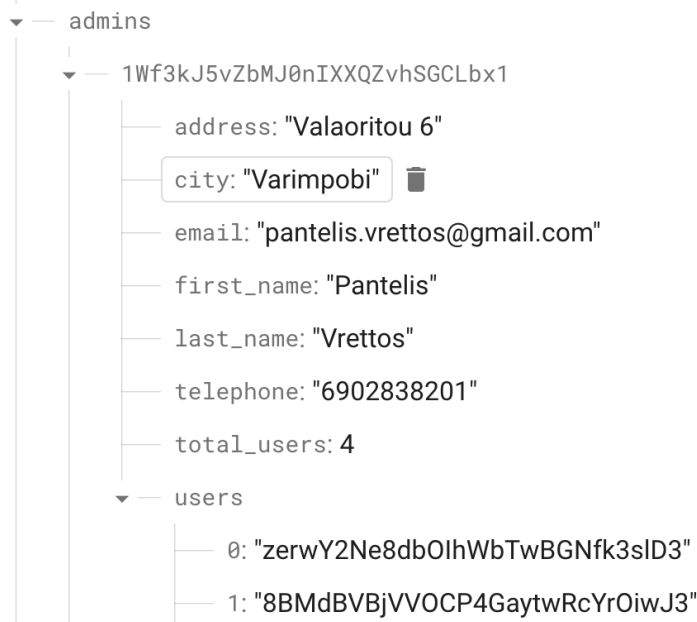 admins
1Wf3kJ5vZbMJ0nIXXQZvhSGCLbx1
address: "Valaoritou 6"
city: "Varimpobi"
email: "pantelis.vrettos@gmail.com"
first_name: "Pantelis"
last_name: "Vrettos"
telephone: "6902838201"
total_users: 4
users
0: "zerwY2Ne8dbOIhWbTwBGNfk3slD3"
1: "8BMdBVBjVVOCP4GaytwRcYrOiwJ3"